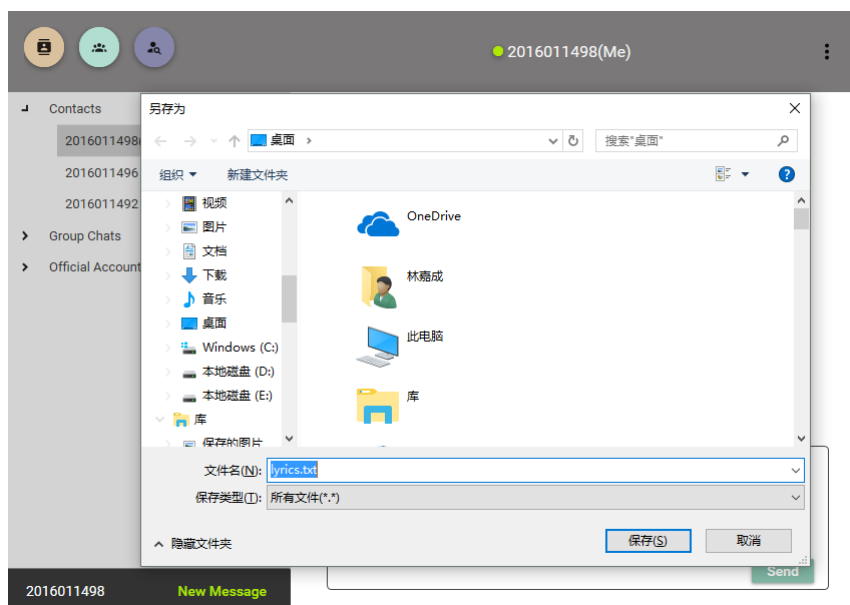 2016011498(Me)
Contacts
另存为
2016011498
桌面
搜索"桌面"
2016011496
组织
新建文件夹
2016011492
视频
OneDrive
Group Chats
图片
文档
Official Account
下载
林嘉成
音乐
桌面
Windows (C:)
此电脑
本地磁盘 (D:)
本地磁盘 (E:)
库
库
保存的图片
文件名(N):
lyrics.txt
保存类型(T):
所有文件(*.*)
隐藏文件夹
保存(S)
取消
Send
2016011498
New Message